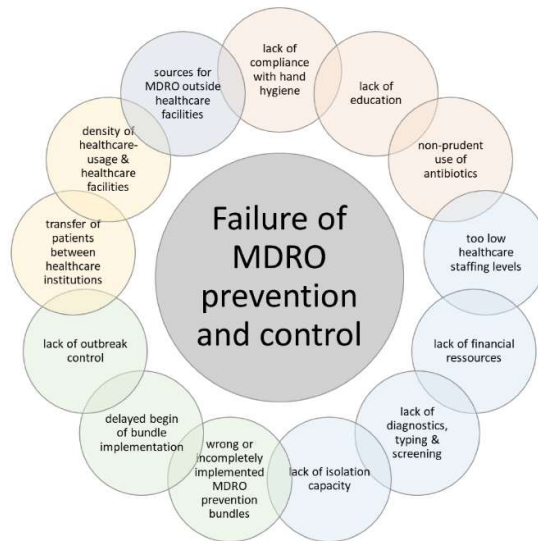 Failure of
MDRO
prevention
and control
lack of
compliance
with hand
hygiene
lack of
education
non-prudent
use of
antibiotics
too low
healthcare
staffing levels
lack of financial
ressources
lack of
diagnostics,
typing &
screening
lack of isolation
capacity
wrong or
incompletely
implemented
MDRO
prevention
bundles
delayed begin
of bundle
implementation
lack of outbreak
control
transfer of
patients
between
healthcare
institutions
density of
healthcare-
usage &
healthcare
facilities
sources for
MDRO outside
healthcare
facilities